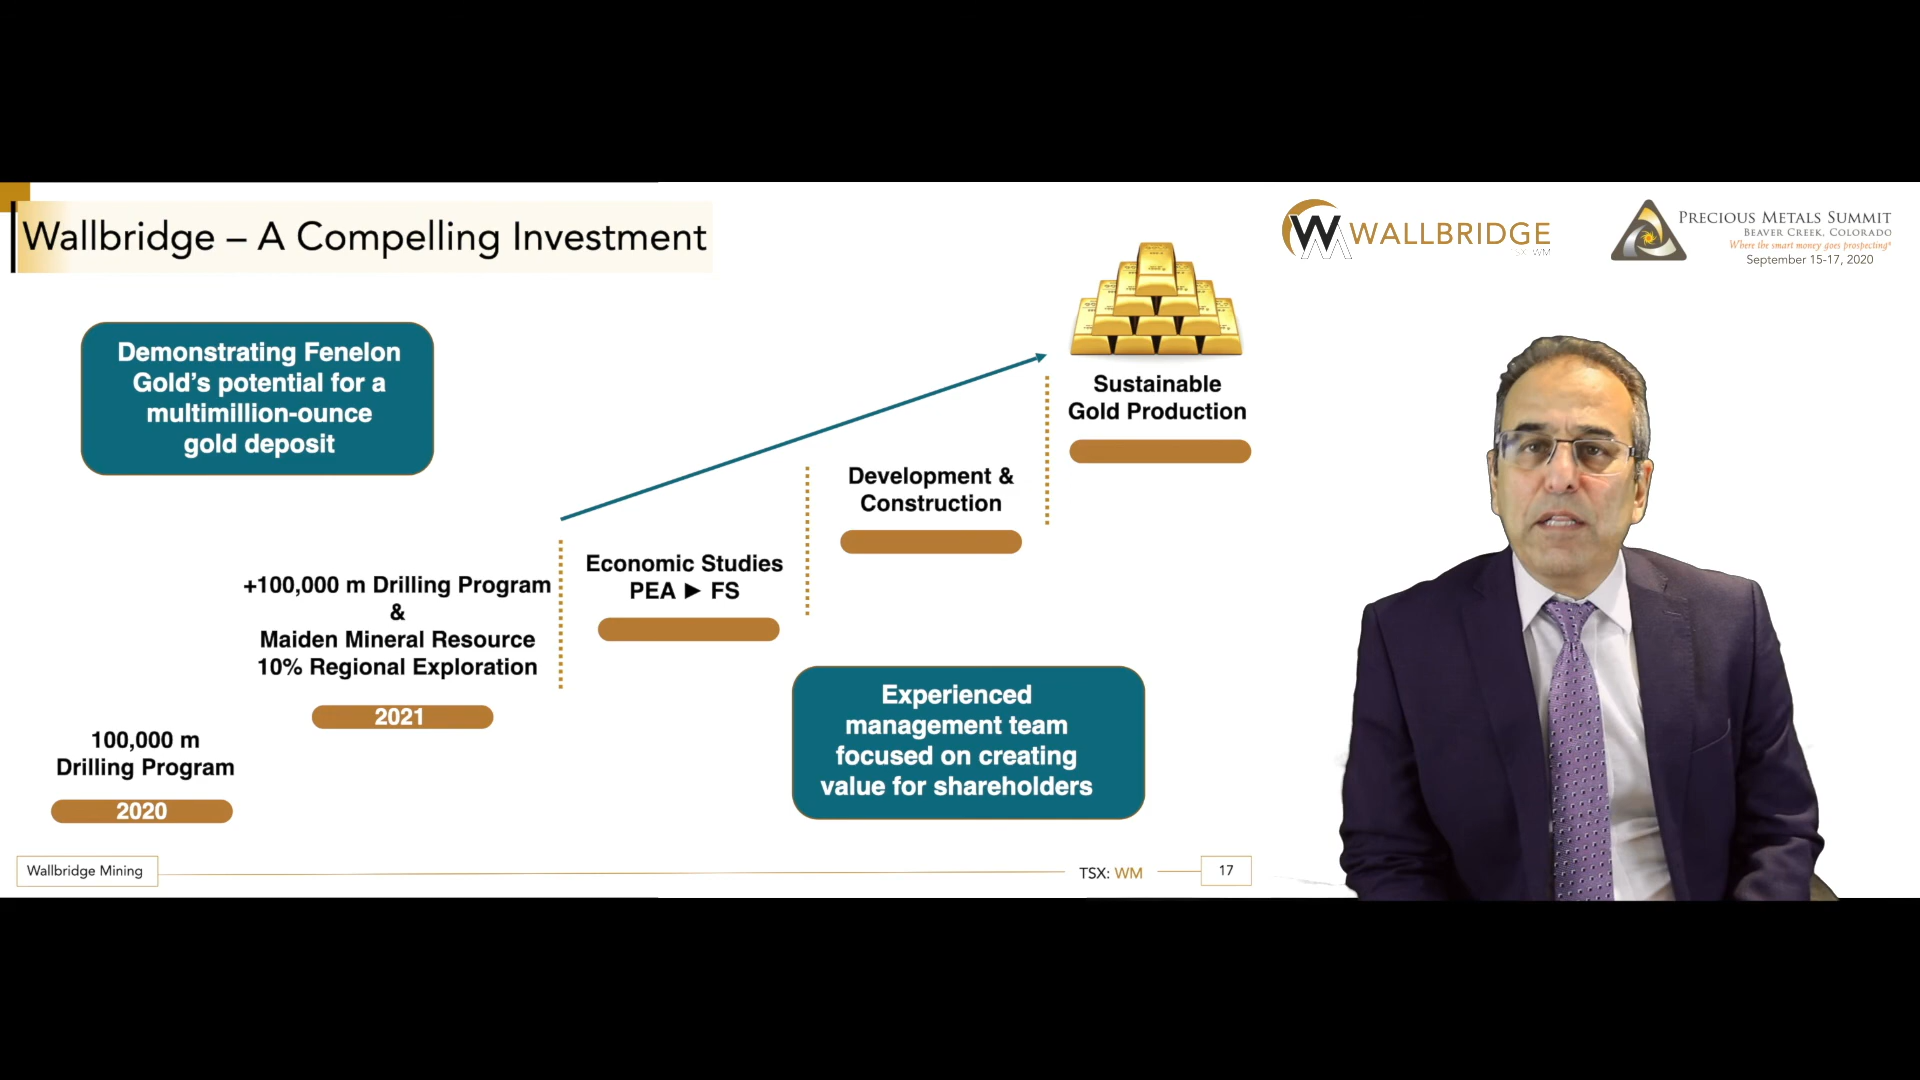 Wallbridge – A Compelling Investment
WALLBRIDGE
TSX: WM
PRECIOUS METALS SUMMIT
BEAVER CREEK, COLORADO
Where the smart money goes prospecting®
September 15-17, 2020
Demonstrating Fenelon
Gold’s potential for a
multimillion-ounce
gold deposit
Sustainable
Gold Production
Development &
Construction
Economic Studies
PEA ► FS
+100,000 m Drilling Program
&
Maiden Mineral Resource
10% Regional Exploration
2021
100,000 m
Drilling Program
2020
Experienced
management team
focused on creating
value for shareholders
Wallbridge Mining
TSX: WM
17